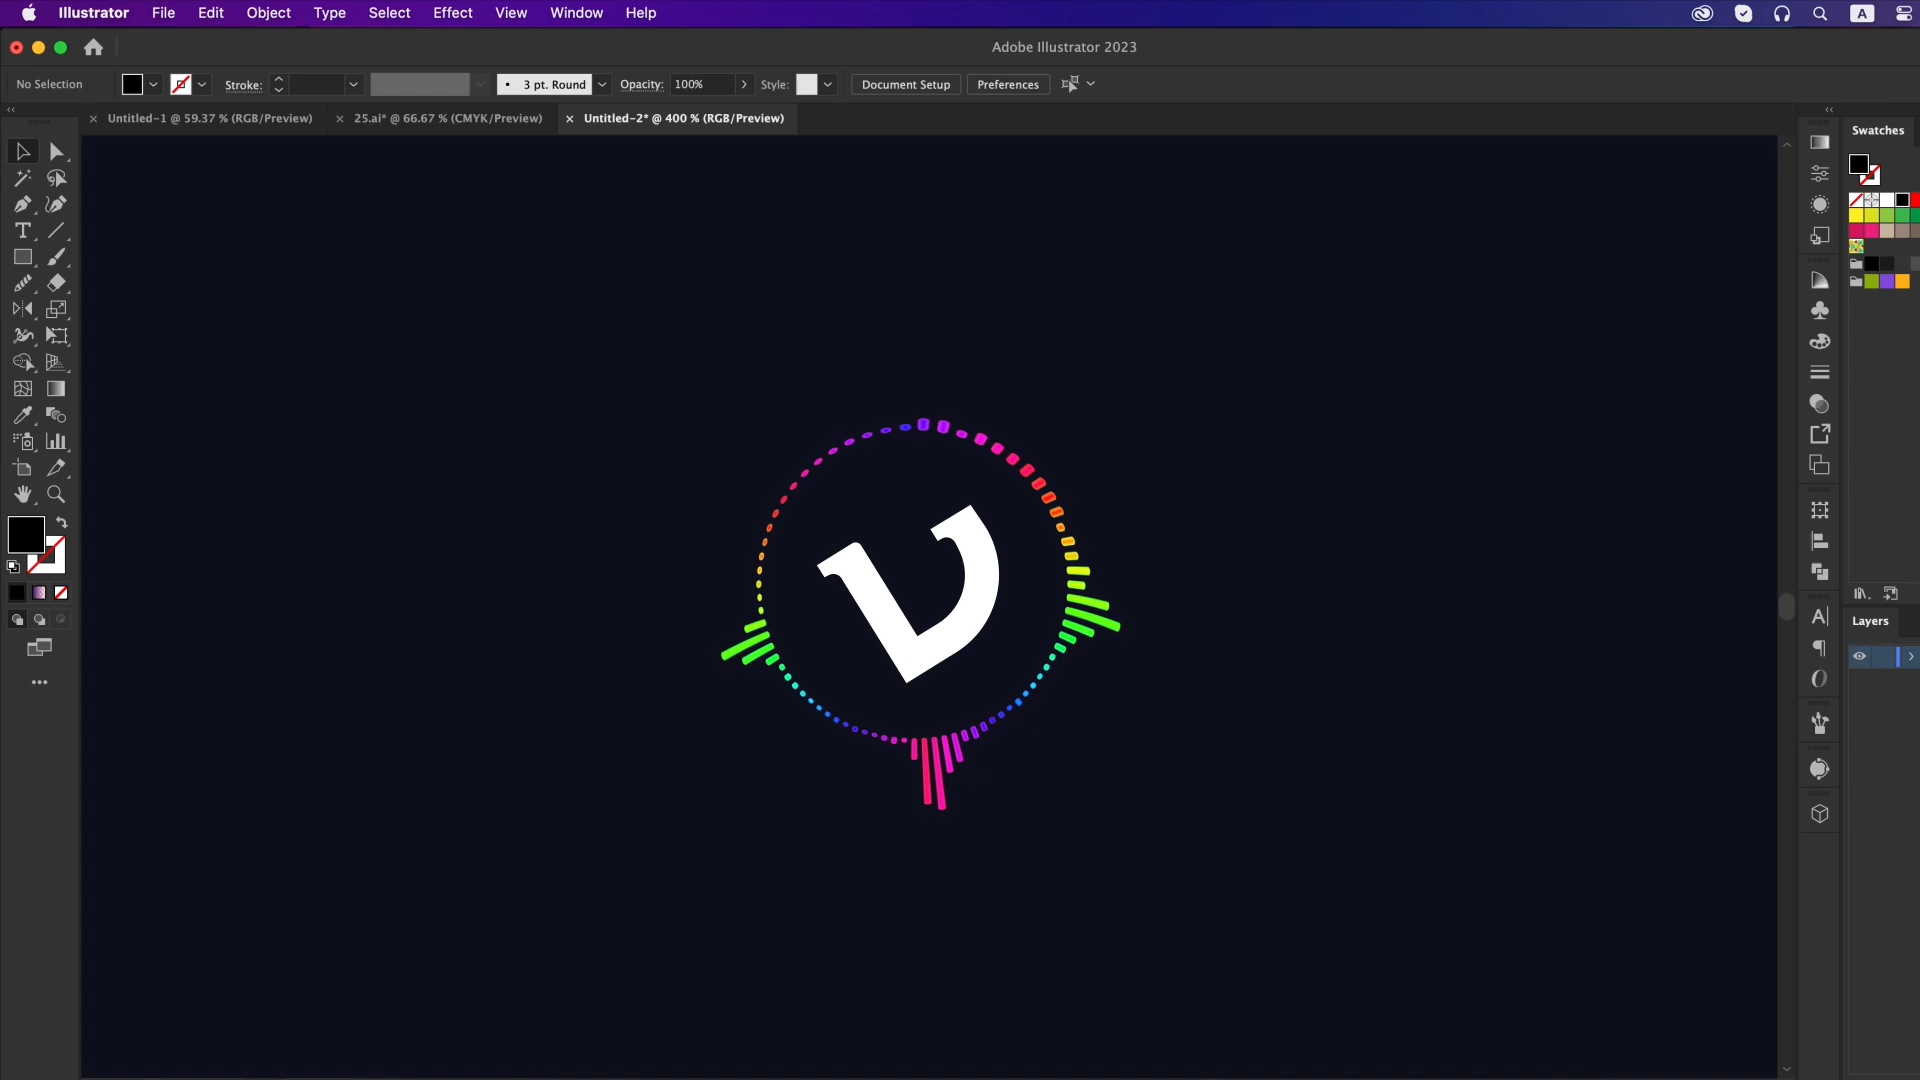 Illustrator File Edit Object Type Select Effect View Window Help A
Adobe Illustrator 2023
No Selection Stroke: 3 pt. Round Opacity: 100% Style: Document Setup Preferences
Untitled-1 @ 59.37 % (RGB/Preview) 25.ai* @ 66.67 % (CMYK/Preview) Untitled-2* @ 400 % (RGB/Preview)
Swatches
Layers